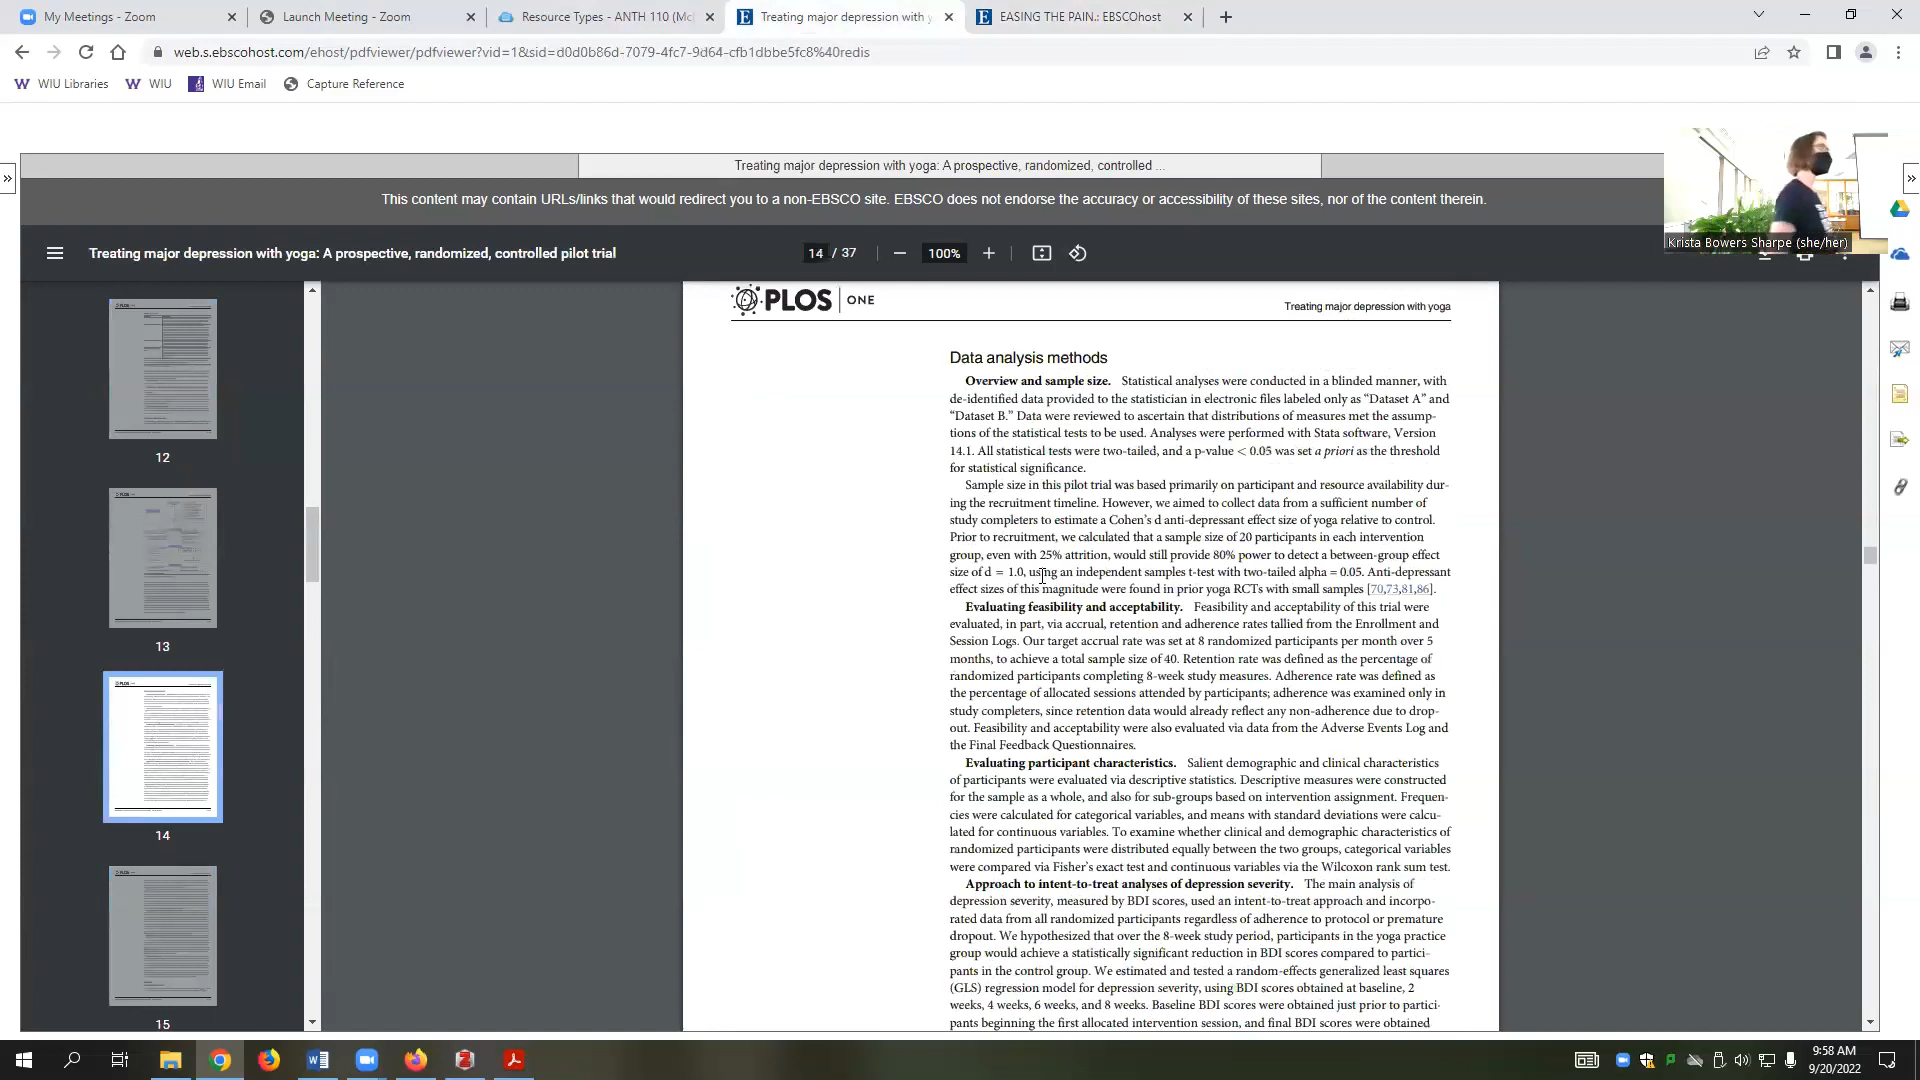 My Meetings - Zoom
Launch Meeting - Zoom
Resource Types - ANTH 110 (Mc
Treating major depression with y
EASING THE PAIN.: EBSCOhost
web.s.ebscohost.com/ehost/pdfviewer/pdfviewer?vid=1&sid=d0d0b86d-7079-4fc7-9d64-cfb1dbbe5fc8%40redis
WIU Libraries
WIU
WIU Email
Capture Reference
Treating major depression with yoga: A prospective, randomized, controlled ...
This content may contain URLs/links that would redirect you to a non-EBSCO site. EBSCO does not endorse the accuracy or accessibility of these sites, nor of the content therein.
Krista Bowers Sharpe (she/her)
Treating major depression with yoga: A prospective, randomized, controlled pilot trial
14 / 37
100%
12
13
14
15
PLOS ONE
Treating major depression with yoga
Data analysis methods
Overview and sample size. Statistical analyses were conducted in a blinded manner, with
de-identified data provided to the statistician in electronic files labeled only as “Dataset A” and
“Dataset B.” Data were reviewed to ascertain that distributions of measures met the assump-
tions of the statistical tests to be used. Analyses were performed with Stata software, Version
14.1. All statistical tests were two-tailed, and a p-value < 0.05 was set a priori as the threshold
for statistical significance.
Sample size in this pilot trial was based primarily on participant and resource availability dur-
ing the recruitment timeline. However, we aimed to collect data from a sufficient number of
study completers to estimate a Cohen’s d anti-depressant effect size of yoga relative to control.
Prior to recruitment, we calculated that a sample size of 20 participants in each intervention
group, even with 25% attrition, would still provide 80% power to detect a between-group effect
size of d = 1.0, using an independent samples t-test with two-tailed alpha = 0.05. Anti-depressant
effect sizes of this magnitude were found in prior yoga RCTs with small samples [70,73,81,86].
Evaluating feasibility and acceptability. Feasibility and acceptability of this trial were
evaluated, in part, via accrual, retention and adherence rates tallied from the Enrollment and
Session Logs. Our target accrual rate was set at 8 randomized participants per month over 5
months, to achieve a total sample size of 40. Retention rate was defined as the percentage of
randomized participants completing 8-week study measures. Adherence rate was defined as
the percentage of allocated sessions attended by participants; adherence was examined only in
study completers, since retention data would already reflect any non-adherence due to drop-
out. Feasibility and acceptability were also evaluated via data from the Adverse Events Log and
the Final Feedback Questionnaires.
Evaluating participant characteristics. Salient demographic and clinical characteristics
of participants were evaluated via descriptive statistics. Descriptive measures were constructed
for the sample as a whole, and also for sub-groups based on intervention assignment. Frequen-
cies were calculated for categorical variables, and means with standard deviations were calcu-
lated for continuous variables. To examine whether clinical and demographic characteristics of
randomized participants were distributed equally between the two groups, categorical variables
were compared via Fisher’s exact test and continuous variables via the Wilcoxon rank sum test.
Approach to intent-to-treat analyses of depression severity. The main analysis of
depression severity, measured by BDI scores, used an intent-to-treat approach and incorpo-
rated data from all randomized participants regardless of adherence to protocol or premature
dropout. We hypothesized that over the 8-week study period, participants in the yoga practice
group would achieve a statistically significant reduction in BDI scores compared to partici-
pants in the control group. We estimated and tested a random-effects generalized least squares
(GLS) regression model for depression severity, using BDI scores obtained at baseline, 2
weeks, 4 weeks, 6 weeks, and 8 weeks. Baseline BDI scores were obtained just prior to partici-
pants beginning the first allocated intervention session, and final BDI scores were obtained
9:58 AM
9/20/2022